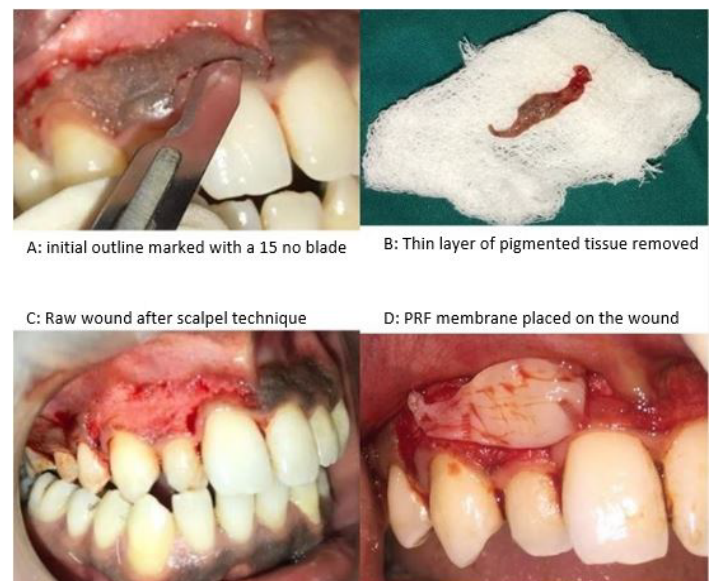 A: initial outline marked with a 15 no blade
B: Thin layer of pigmented tissue removed
C: Raw wound after scalpel technique
D: PRF membrane placed on the wound